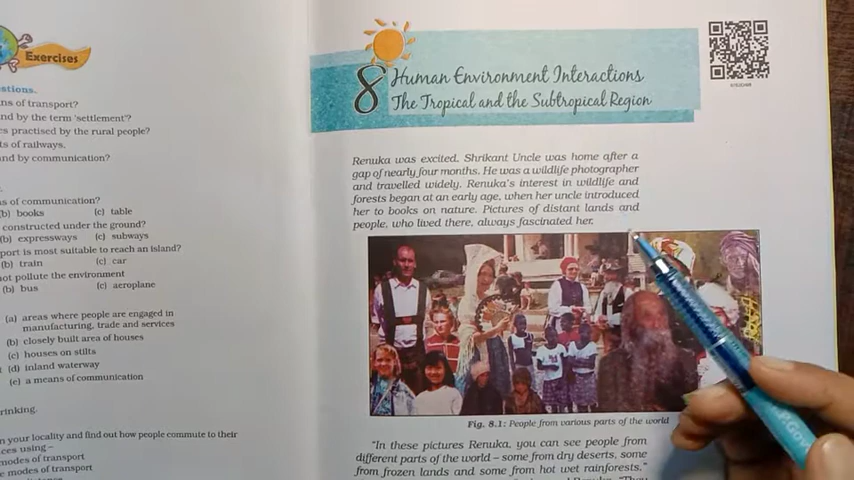 Exercises
stions.
ns of transport?
nd by the term 'settlement'?
es practised by the rural people?
ts of railways.
and by communication?
s of communication?
(b) books (c) table
constructed under the ground?
(b) expressways (c) subways
port is most suitable to reach an island?
(b) train (c) car
not pollute the environment
(b) bus (c) aeroplane
(a) areas where people are engaged in
manufacturing, trade and services
(b) closely built area of houses
(c) houses on stilts
(d) inland waterway
(e) a means of communication
rinking.
n your locality and find out how people commute to their
ces using –
modes of transport
modes of transport
8 Human Environment Interactions
The Tropical and the Subtropical Region
Renuka was excited. Shrikant Uncle was home after a
gap of nearly four months. He was a wildlife photographer
and travelled widely. Renuka's interest in wildlife and
forests began at an early age, when her uncle introduced
her to books on nature. Pictures of distant lands and
people, who lived there, always fascinated her.
Fig. 8.1: People from various parts of the world
"In these pictures Renuka, you can see people from
different parts of the world – some from dry deserts, some
from frozen lands and some from hot wet rainforests."